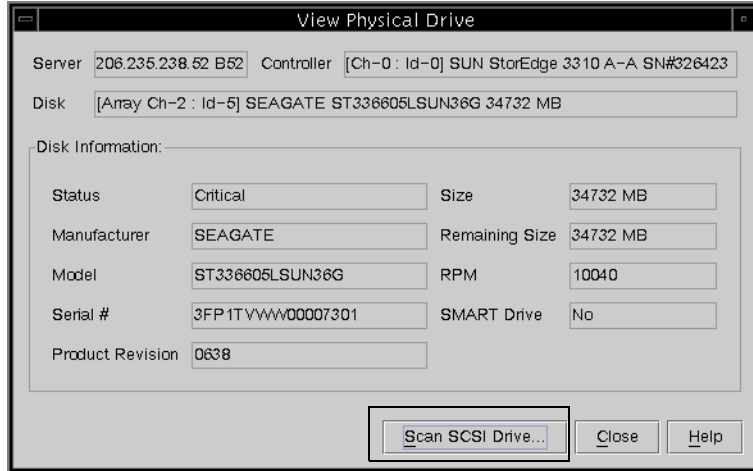 View Physical Drive
Server 206.235.238.52 B52 Controller [Ch-0 : Id-0] SUN StorEdge 3310 A-A SN#326423
Disk [Array Ch-2 : Id-5] SEAGATE ST336605LSUN36G 34732 MB
Disk Information:
Status Critical Size 34732 MB
Manufacturer SEAGATE Remaining Size 34732 MB
Model ST336605LSUN36G RPM 10040
Serial # 3FP1TVWW00007301 SMART Drive No
Product Revision 0638
Scan SCSI Drive... Close Help